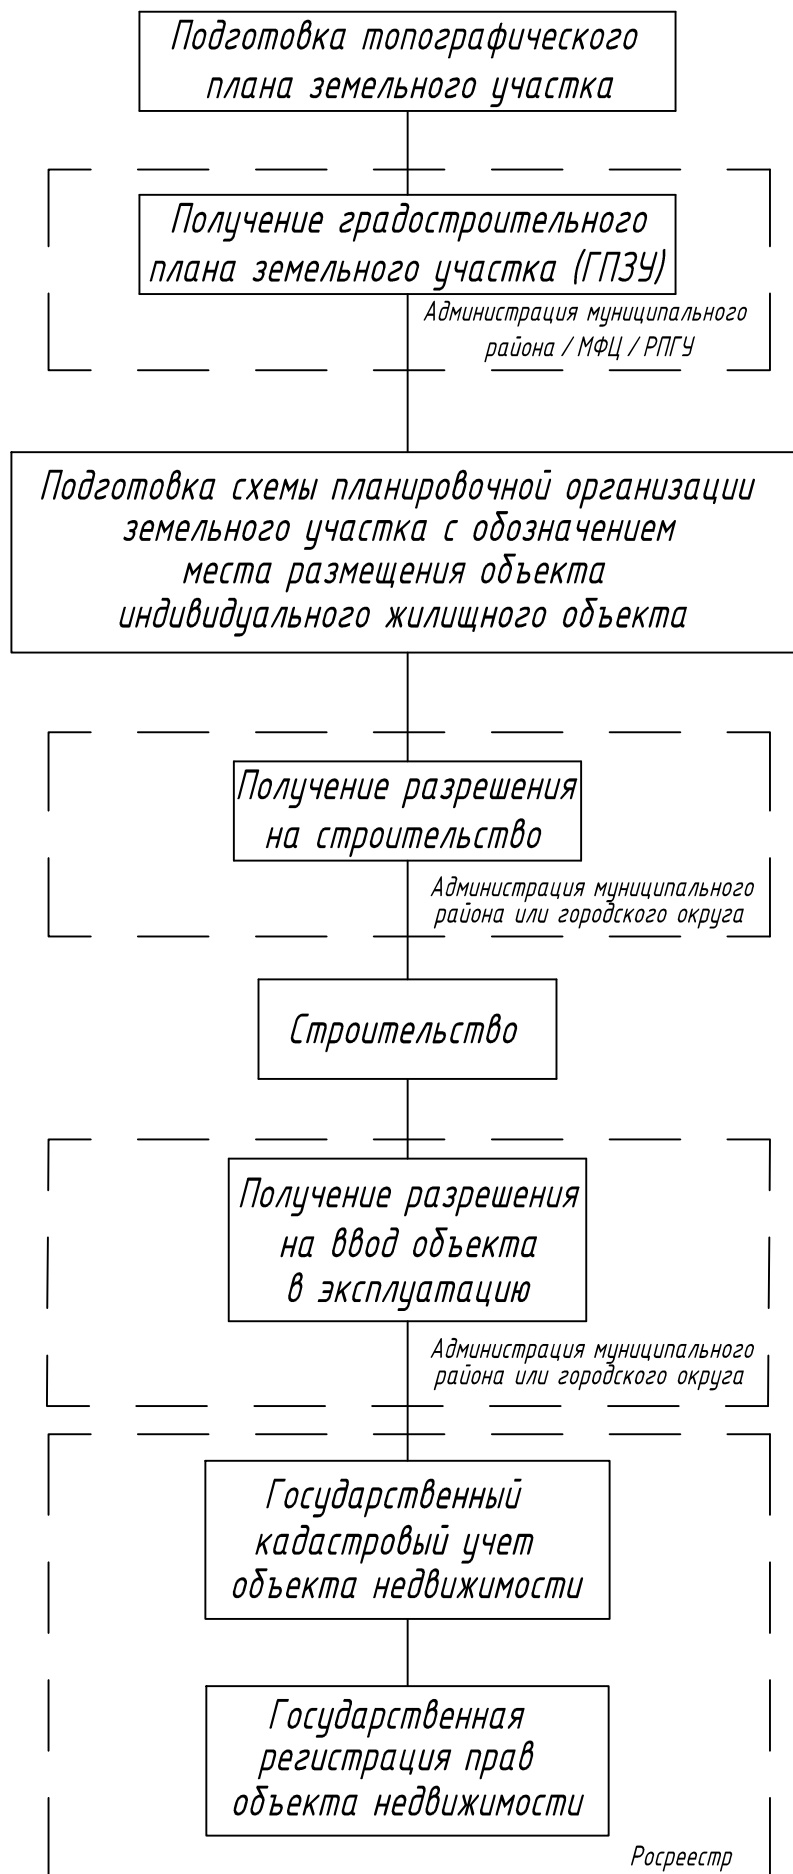 Подготовка топографического
плана земельного участка
Получение градостроительного
плана земельного участка (ГПЗУ)
Администрация муниципального
района / МФЦ / РПГУ
Подготовка схемы планировочной организации
земельного участка с обозначением
места размещения объекта
индивидуального жилищного объекта
Получение разрешения
на строительство
Администрация муниципального
района или городского округа
Строительство
Получение разрешения
на ввод объекта
в эксплуатацию
Администрация муниципального
района или городского округа
Государственный
кадастровый учет
объекта недвижимости
Государственная
регистрация прав
объекта недвижимости
Росреестр